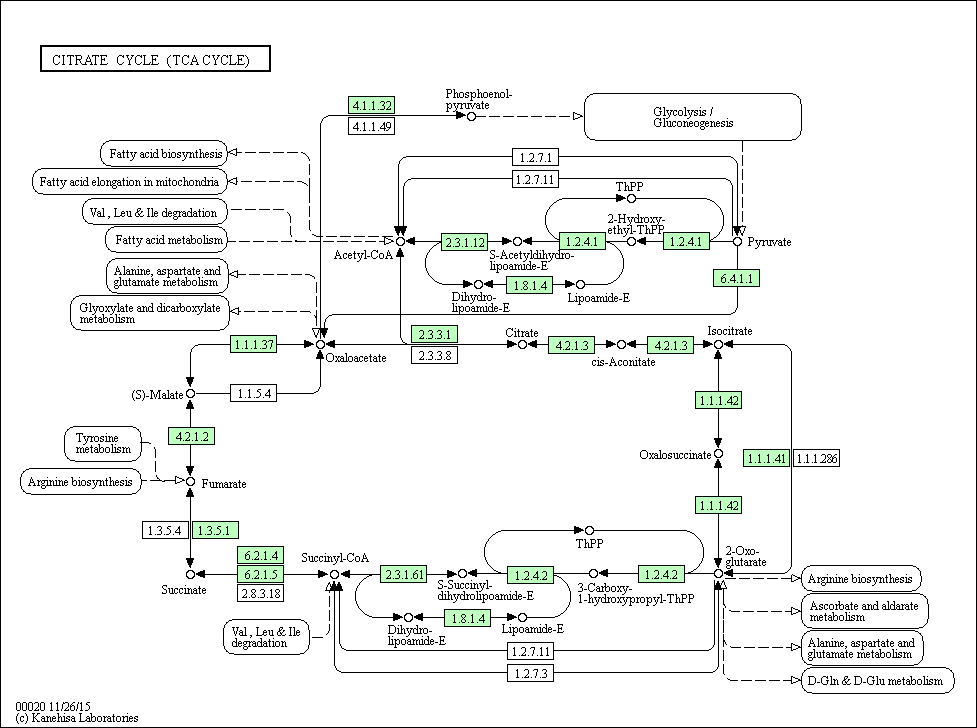 CITRATE CYCLE (TCA CYCLE)
Phosphoenol-
pyruvate
4.1.1.32
4.1.1.49
Glycolysis /
Gluconeogenesis
Fatty acid biosynthesis
Fatty acid elongation in mitochondria
Val , Leu & Ile degradation
Fatty acid metabolism
Alanine, aspartate and
glutamate metabolism
Glyoxylate and dicarboxylate
metabolism
1.2.7.1
1.2.7.11
ThPP
2-Hydroxy-
ethyl-ThPP
Acetyl-CoA
2.3.1.12
S-Acetyldihydro-
lipoamide-E
1.2.4.1
1.2.4.1
Pyruvate
6.4.1.1
Dihydro-
lipoamide-E
1.8.1.4
Lipoamide-E
1.1.1.37
Oxaloacetate
2.3.3.1
2.3.3.8
Citrate
4.2.1.3
cis-Aconitate
4.2.1.3
Isocitrate
(S)-Malate
1.1.5.4
1.1.1.42
4.2.1.2
Tyrosine
metabolism
Arginine biosynthesis
Fumarate
Oxalosuccinate
1.1.1.41
1.1.1.286
1.1.1.42
1.3.5.4
1.3.5.1
ThPP
Succinate
6.2.1.4
6.2.1.5
2.8.3.18
Succinyl-CoA
2.3.1.61
S-Succinyl-
dihydrolipoamide-E
1.2.4.2
3-Carboxy-
1-hydroxypropyl-ThPP
1.2.4.2
2-Oxo-
glutarate
Dihydro-
lipoamide-E
1.8.1.4
Lipoamide-E
Val , Leu & Ile
degradation
1.2.7.11
1.2.7.3
Arginine biosynthesis
Ascorbate and aldarate
metabolism
Alanine, aspartate and
glutamate metabolism
D-Gln & D-Glu metabolism
00020 11/26/15
(c) Kanehisa Laboratories